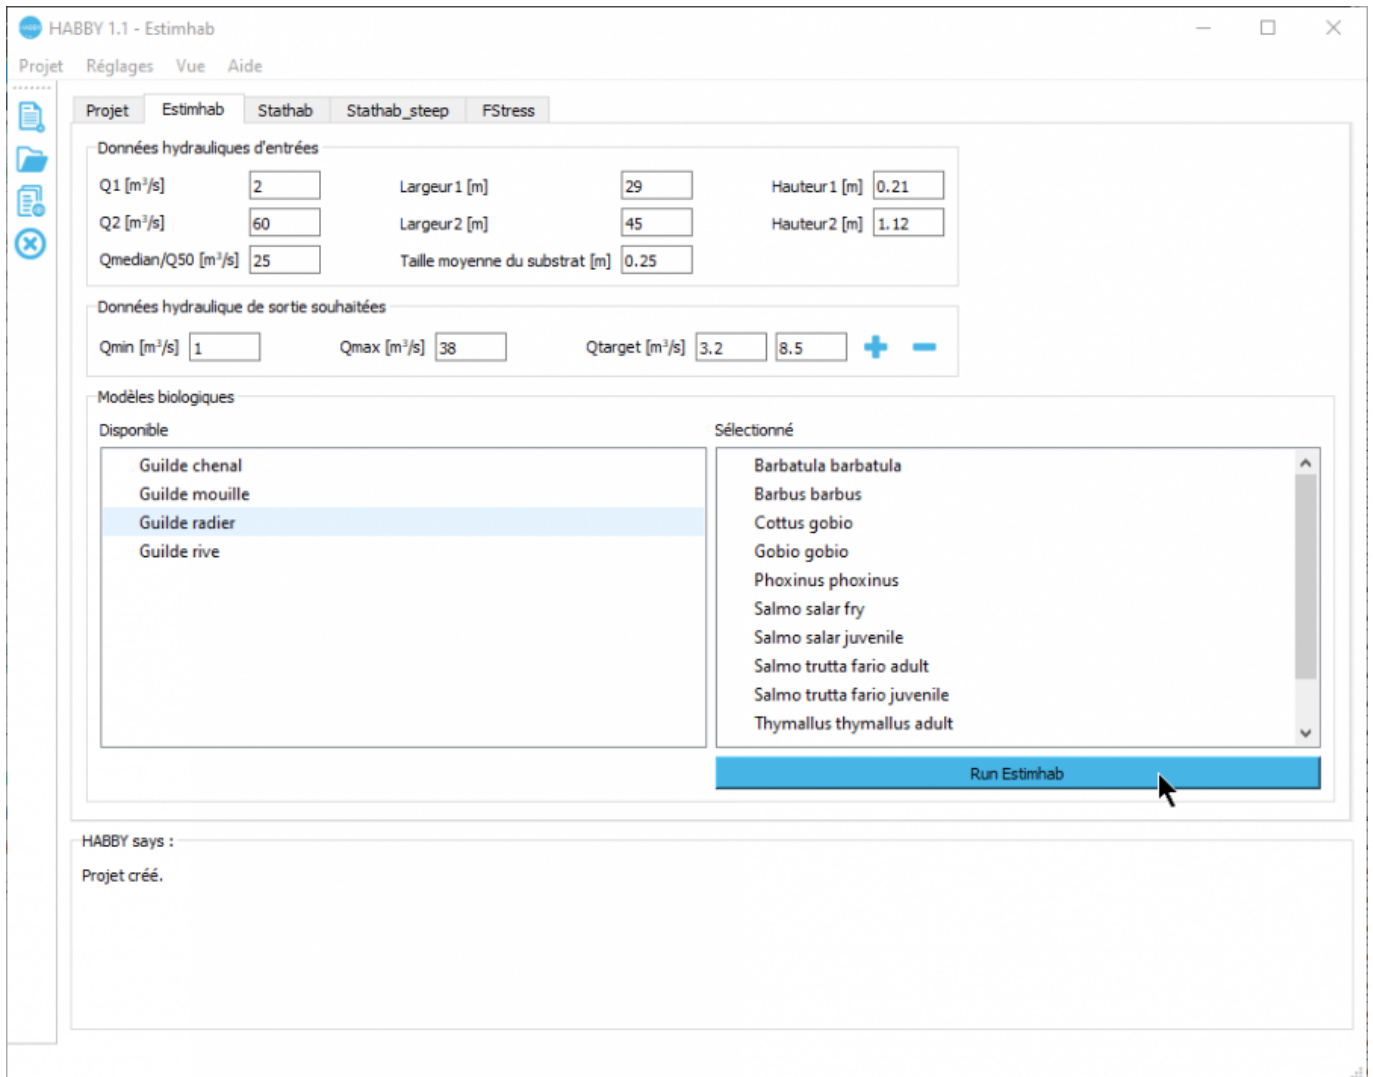 HABBY 1.1 - Estimhab
Projet Réglages Vue Aide
Projet Estimhab Stathab Stathab_steep FStress
Données hydrauliques d'entrées
Q1 [m³/s] 2 Largeur1 [m] 29 Hauteur1 [m] 0.21
Q2 [m³/s] 60 Largeur2 [m] 45 Hauteur2 [m] 1.12
Qmedian/Q50 [m³/s] 25 Taille moyenne du substrat [m] 0.25
Données hydraulique de sortie souhaitées
Qmin [m³/s] 1 Qmax [m³/s] 38 Qtarget [m³/s] 3.2 8.5
Modèles biologiques
Disponible Sélectionné
Guilde chenal Barbatula barbatula
Guilde mouille Barbus barbus
Guilde radier Cottus gobio
Guilde rive Gobio gobio
Phoxinus phoxinus
Salmo salar fry
Salmo salar juvenile
Salmo trutta fario adult
Salmo trutta fario juvenile
Thymallus thymallus adult
Run Estimhab
HABBY says :
Projet créé.